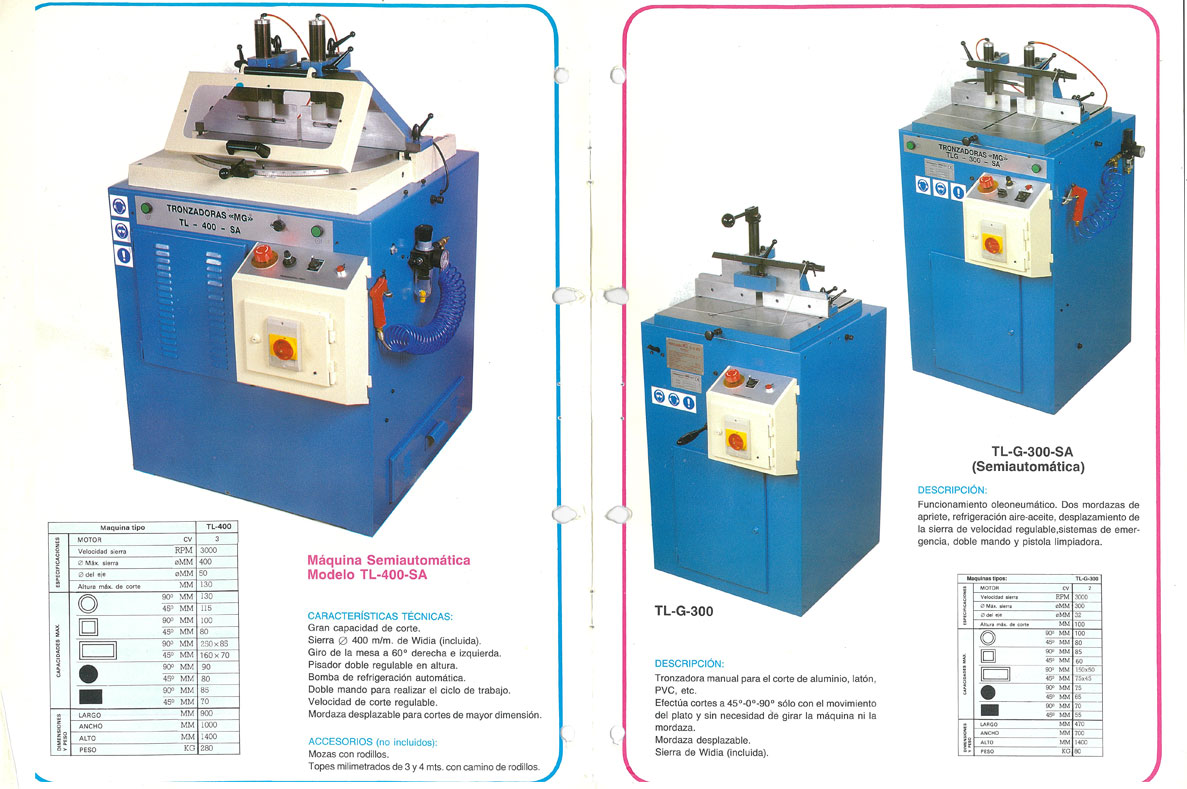 TRONZADORAS «MG»
TL - 400 - SA
Maquina tipo TL-400
ESPECIFICACIONES
MOTOR CV 3
Velocidad sierra RPM 3000
∅ Máx. sierra øMM 400
∅ del eje øMM 50
Altura máx. de corte MM 130
CAPACIDADES MAX.
90º MM 130
45º MM 115
90º MM 100
45º MM 80
90º MM 250×85
45º MM 160×70
90º MM 90
45º MM 80
90º MM 85
45º MM 70
DIMENSIONES Y PESO
LARGO MM 900
ANCHO MM 1000
ALTO MM 1400
PESO KG 280
Máquina Semiautomática
Modelo TL-400-SA
CARACTERÍSTICAS TÉCNICAS:
Gran capacidad de corte.
Sierra ∅ 400 m/m. de Widia (incluida).
Giro de la mesa a 60° derecha e izquierda.
Pisador doble regulable en altura.
Bomba de refrigeración automática.
Doble mando para realizar el ciclo de trabajo.
Velocidad de corte regulable.
Mordaza desplazable para cortes de mayor dimensión.
ACCESORIOS (no incluidos):
Mozas con rodillos.
Topes milimetrados de 3 y 4 mts. con camino de rodillos.
TRONZADORAS «MG»
TLG - 300 - SA
TL-G-300
DESCRIPCIÓN:
Tronzadora manual para el corte de aluminio, latón,
PVC, etc.
Efectúa cortes a 45°-0°-90° sólo con el movimiento
del plato y sin necesidad de girar la máquina ni la
mordaza.
Mordaza desplazable.
Sierra de Widia (incluida).
TL-G-300-SA
(Semiautomática)
DESCRIPCIÓN:
Funcionamiento oleoneumático. Dos mordazas de
apriete, refrigeración aire-aceite, desplazamiento de
la sierra de velocidad regulable,sistemas de emer-
gencia, doble mando y pistola limpiadora.
Maquinas tipos: TL-G-300
ESPECIFICACIONES
MOTOR CV 2
Velocidad sierra RPM 3000
∅ Máx. sierra øMM 300
∅ del eje øMM 32
Altura máx. de corte MM 100
CAPACIDADES MAX.
90º MM 100
45º MM 80
90º MM 85
45º MM 60
90º MM 150x50
45º MM 75x45
90º MM 75
45º MM 65
90º MM 70
45º MM 55
DIMENSIONES Y PESO
LARGO MM 470
ANCHO MM 700
ALTO MM 1400
PESO KG 80